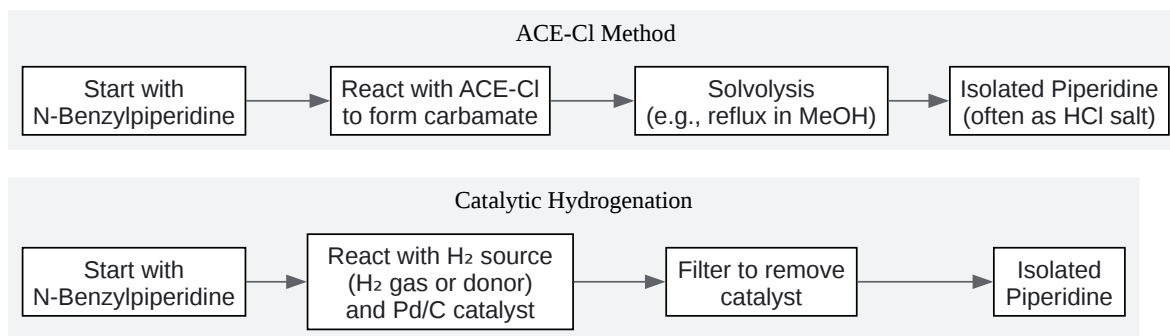 ACE-Cl Method
Start with
N-Benzylpiperidine
React with ACE-Cl
to form carbamate
Solvolysis
(e.g., reflux in MeOH)
Isolated Piperidine
(often as HCl salt)
Catalytic Hydrogenation
Start with
N-Benzylpiperidine
React with H₂ source
(H₂ gas or donor)
and Pd/C catalyst
Filter to remove
catalyst
Isolated
Piperidine